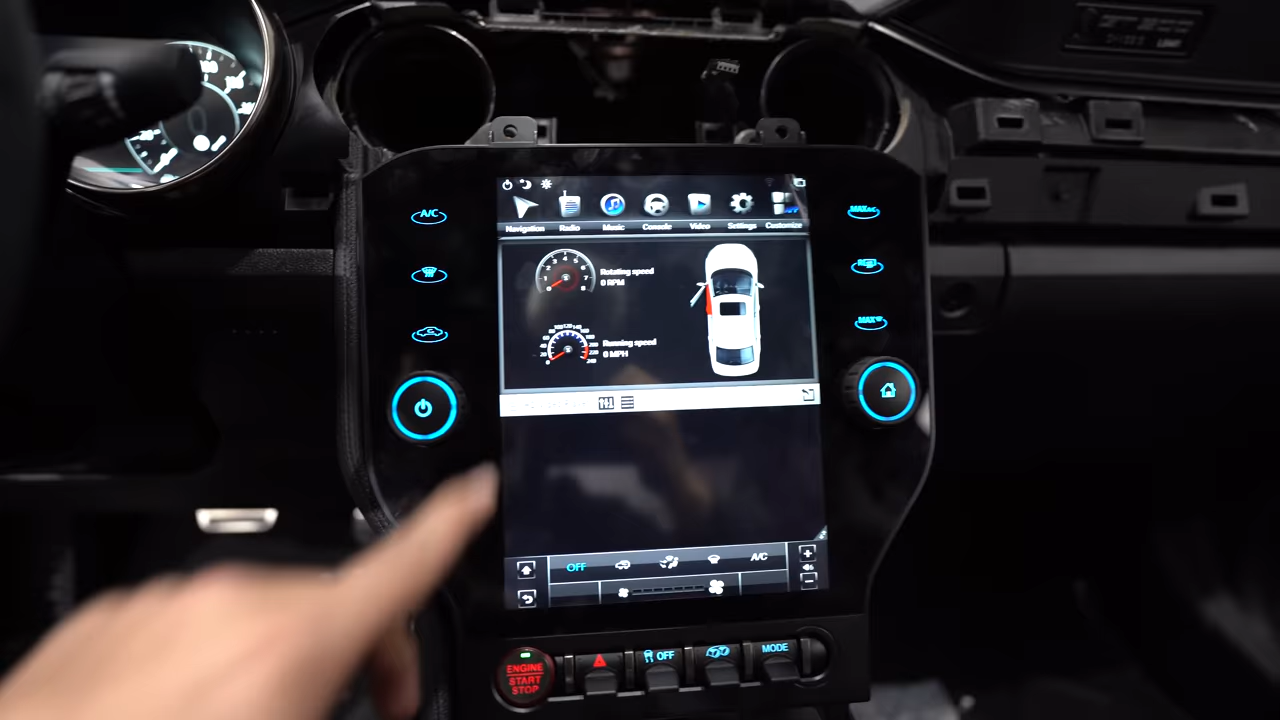 A/C
MAX A/C
MAX
Navigation Radio Music Console Video Settings Customize
Rotating speed
0 RPM
Running speed
0 MPH
OFF
A/C
ENGINE
START
STOP
OFF
MODE